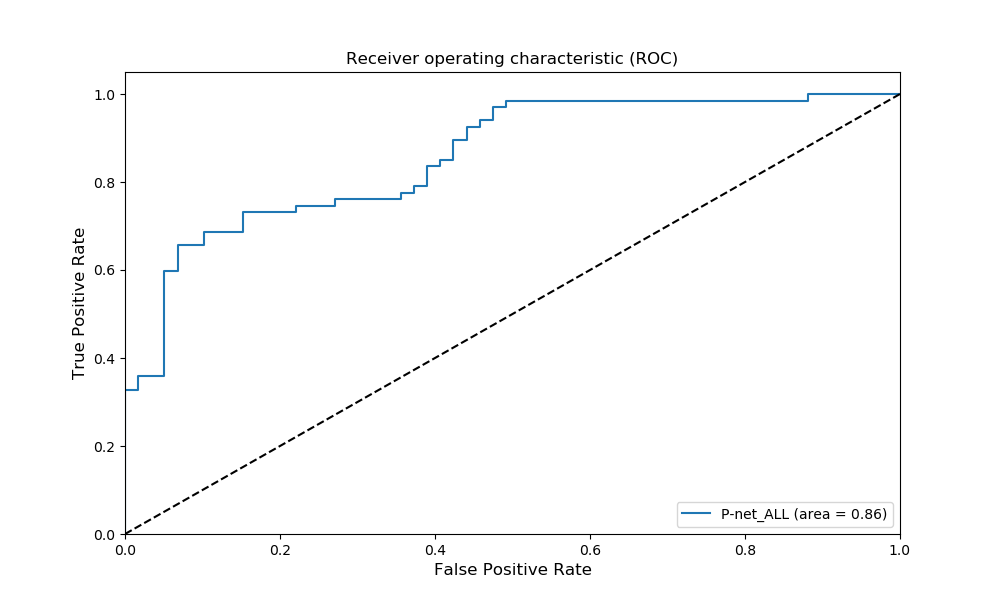 Receiver operating characteristic (ROC)
1.0
0.8
0.6
0.4
0.2
0.0
True Positive Rate
P-net_ALL (area = 0.86)
0.0 0.2 0.4 0.6 0.8 1.0
False Positive Rate